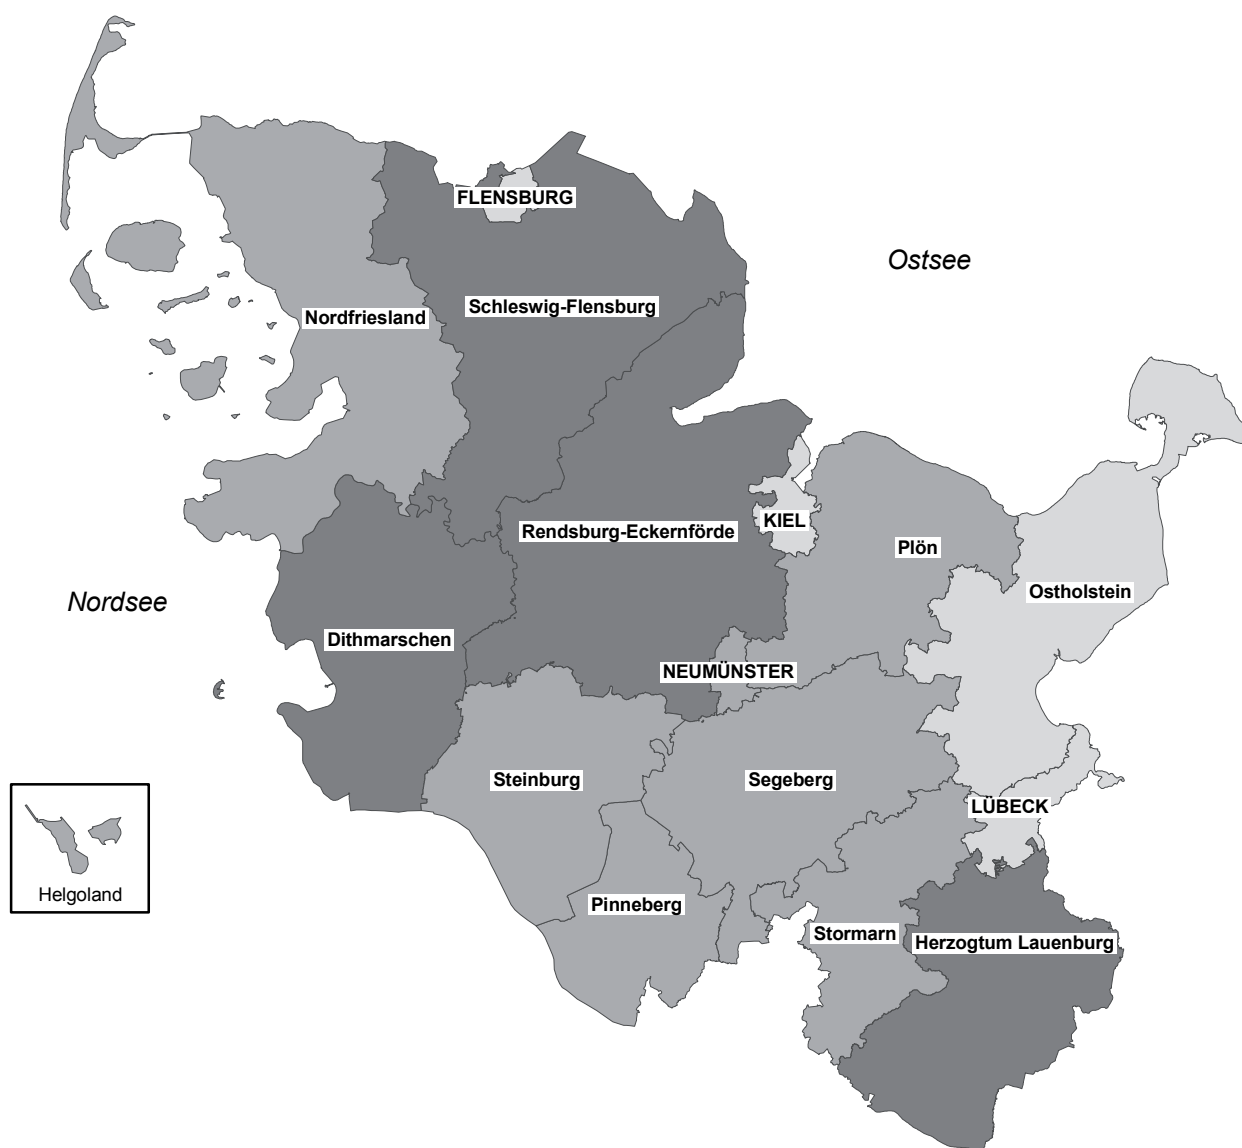 FLENSBURG
Ostsee
Schleswig-Flensburg
Nordfriesland
KIEL
Rendsburg-Eckernförde
Plön
Ostholstein
Nordsee
Dithmarschen
NEUMÜNSTER
Steinburg
Segeberg
LÜBECK
Helgoland
Pinneberg
Stormarn
Herzogtum Lauenburg